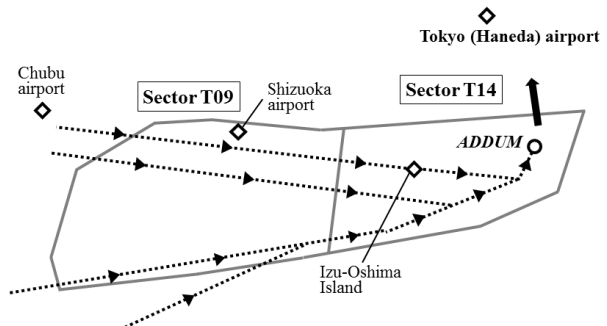 Tokyo (Haneda) airport
Chubu
airport
Sector T09
Shizuoka
airport
Sector T14
ADDUM
Izu-Oshima
Island